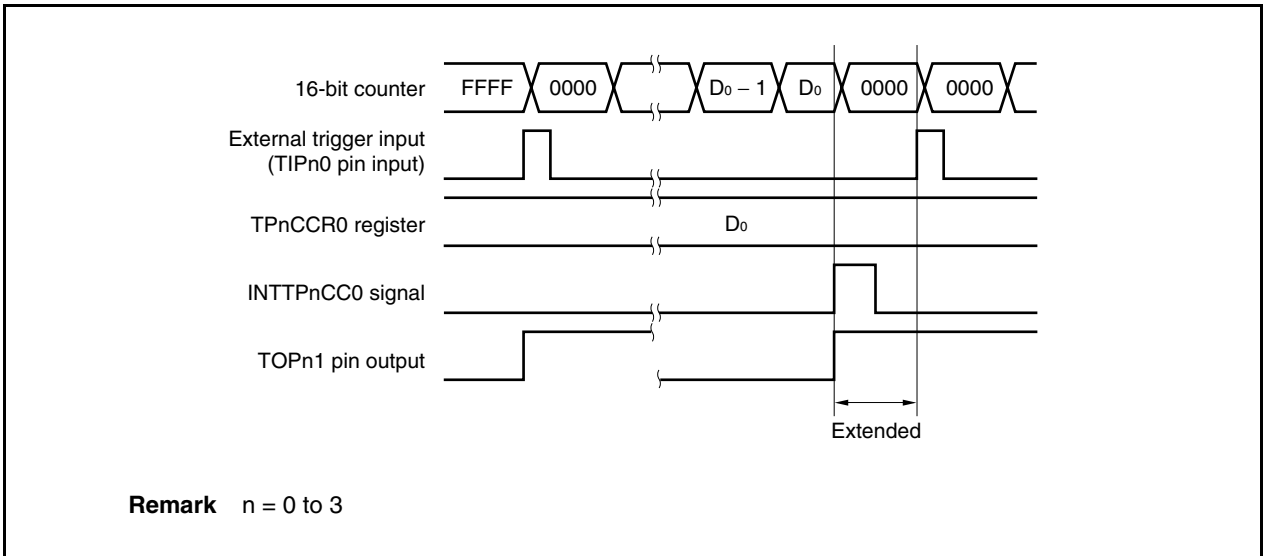 16-bit counter FFFF 0000 D0 − 1 D0 0000 0000
External trigger input
(TIPn0 pin input)
TPnCCR0 register D0
INTTPnCC0 signal
TOPn1 pin output
Extended
Remark n = 0 to 3